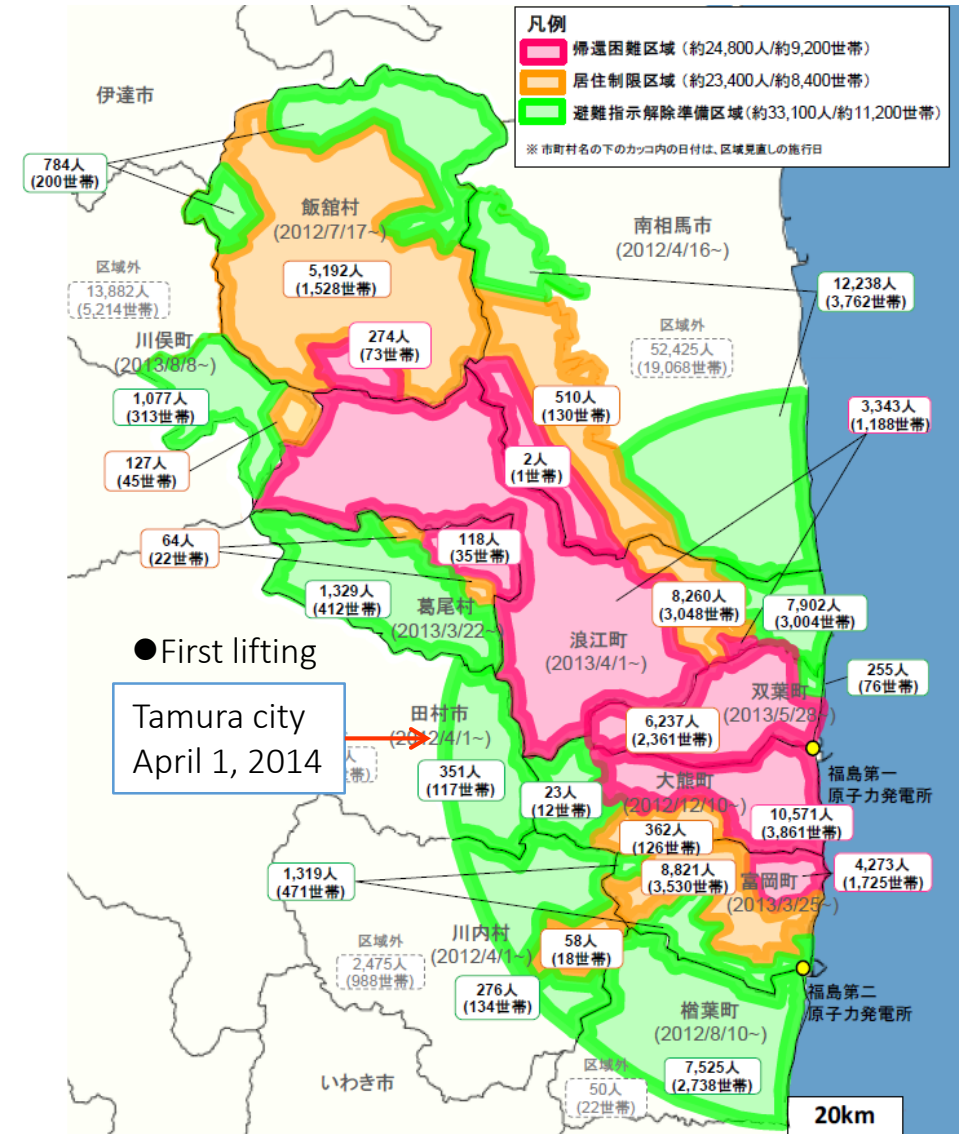 凡例
帰還困難区域（約24,800人/約9,200世帯）
居住制限区域（約23,400人/約8,400世帯）
避難指示解除準備区域(約33,100人/約11,200世帯）
※ 市町村名の下のカッコ内の日付は、区域見直しの施行日
伊達市
784人
(200世帯)
飯舘村
(2012/7/17~)
南相馬市
(2012/4/16~)
5,192人
(1,528世帯)
区域外
13,882人
(5,214世帯)
12,238人
(3,762世帯)
川俣町
(2013/8/8~)
274人
(73世帯)
区域外
52,425人
(19,068世帯)
1,077人
(313世帯)
510人
(130世帯)
3,343人
(1,188世帯)
127人
(45世帯)
2人
(1世帯)
64人
(22世帯)
118人
(35世帯)
1,329人
(412世帯)
葛尾村
(2013/3/22~)
8,260人
(3,048世帯)
7,902人
(3,004世帯)
●First lifting
浪江町
(2013/4/1~)
255人
(76世帯)
Tamura city
April 1, 2014
田村市
(2012/4/1~)
双葉町
(2013/5/28~)
6,237人
(2,361世帯)
人
世帯)
351人
(117世帯)
23人
(12世帯)
大熊町
(2012/12/10~)
福島第一
原子力発電所
10,571人
(3,861世帯)
362人
(126世帯)
1,319人
(471世帯)
8,821人
(3,530世帯)
富岡町
(2013/3/25~)
4,273人
(1,725世帯)
区域外
2,475人
(988世帯)
川内村
(2012/4/1~)
58人
(18世帯)
276人
(134世帯)
福島第二
原子力発電所
楢葉町
(2012/8/10~)
いわき市
区域外
50人
(22世帯)
7,525人
(2,738世帯)
20km